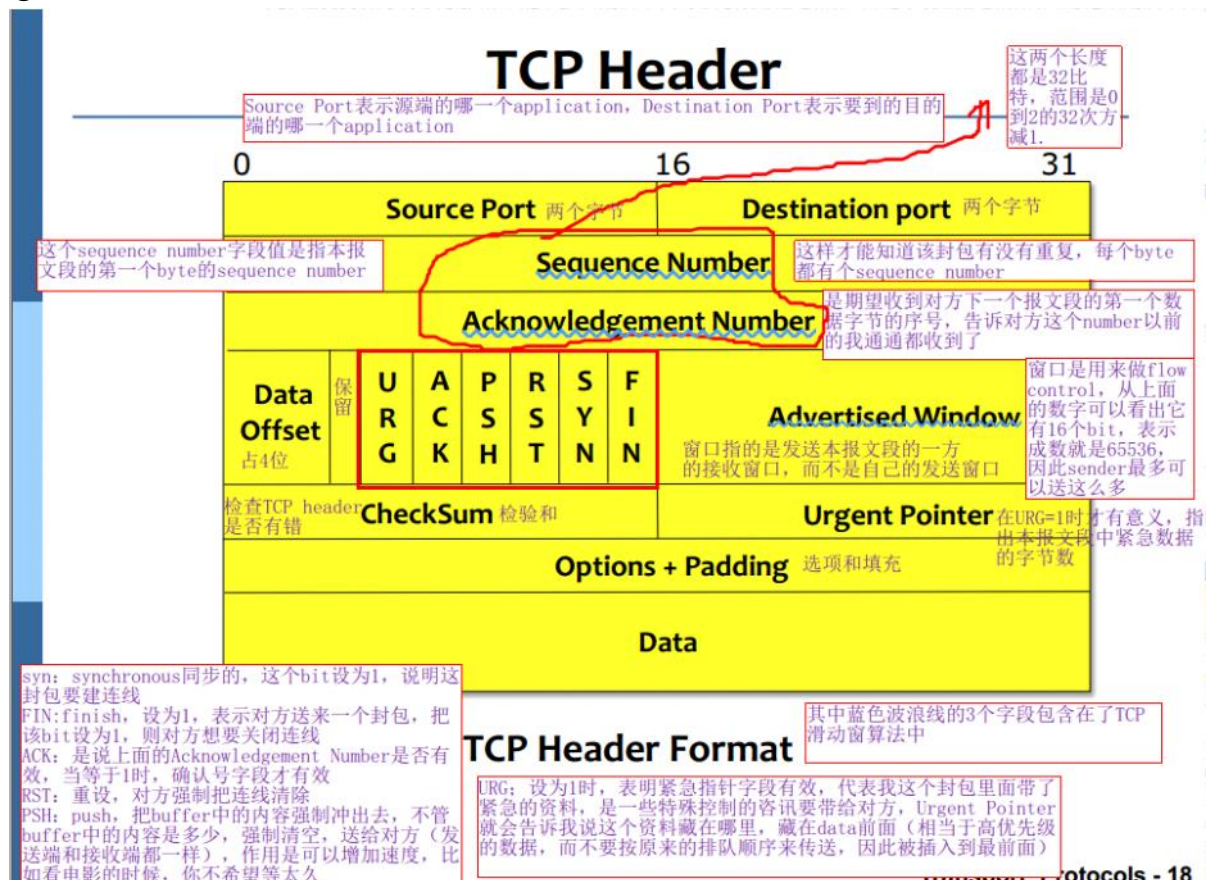 TCP Header
这两个长度
都是32比
特，范围是0
到2的32次方
减1.
Source Port表示源端的哪一个application，Destination Port表示要到的目的
端的哪一个application
0 16 31
Source Port 两个字节 Destination port 两个字节
这个sequence number字段值是指本报
文段的第一个byte的sequence number
Sequence Number
这样才能知道该封包有没有重复，每个byte
都有个sequence number
Acknowledgement Number
是期望收到对方下一个报文段的第一个数
据字节的序号，告诉对方这个number以前
的我通通都收到了
Data
Offset
占4位
保
留
URG ACK PSH RST SYN FIN
Advertised Window
窗口指的是发送本报文段的一方
的接收窗口，而不是自己的发送窗口
窗口是用来做flow
control，从上面
的数字可以看出它
有16个bit，表示
成数就是65536，
因此sender最多可
以送这么多
检查TCP header
是否有错
CheckSum 检验和
Urgent Pointer
在URG=1时才有意义，指
出本报文段中紧急数据
的字节数
Options + Padding 选项和填充
Data
syn：synchronous同步的，这个bit设为1，说明这
封包要建连线
FIN:finish，设为1，表示对方送来一个封包，把
该bit设为1，则对方想要关闭连线
ACK：是说上面的Acknowledgement Number是否有
效，当等于1时，确认号字段才有效
RST：重设，对方强制把连线清除
PSH：push，把buffer中的内容强制冲出去，不管
buffer中的内容是多少，强制清空，送给对方（发
送端和接收端都一样），作用是可以增加速度，比
如看电影的时候，你不希望等太久
其中蓝色波浪线的3个字段包含在了TCP
滑动窗算法中
TCP Header Format
URG；设为1时，表明紧急指针字段有效，代表我这个封包里面带了
紧急的资料，是一些特殊控制的咨讯要带给对方，Urgent Pointer
就会告诉我说这个资料藏在哪里，藏在data前面（相当于高优先级
的数据，而不要按原来的排队顺序来传送，因此被插入到最前面）
Protocols - 18